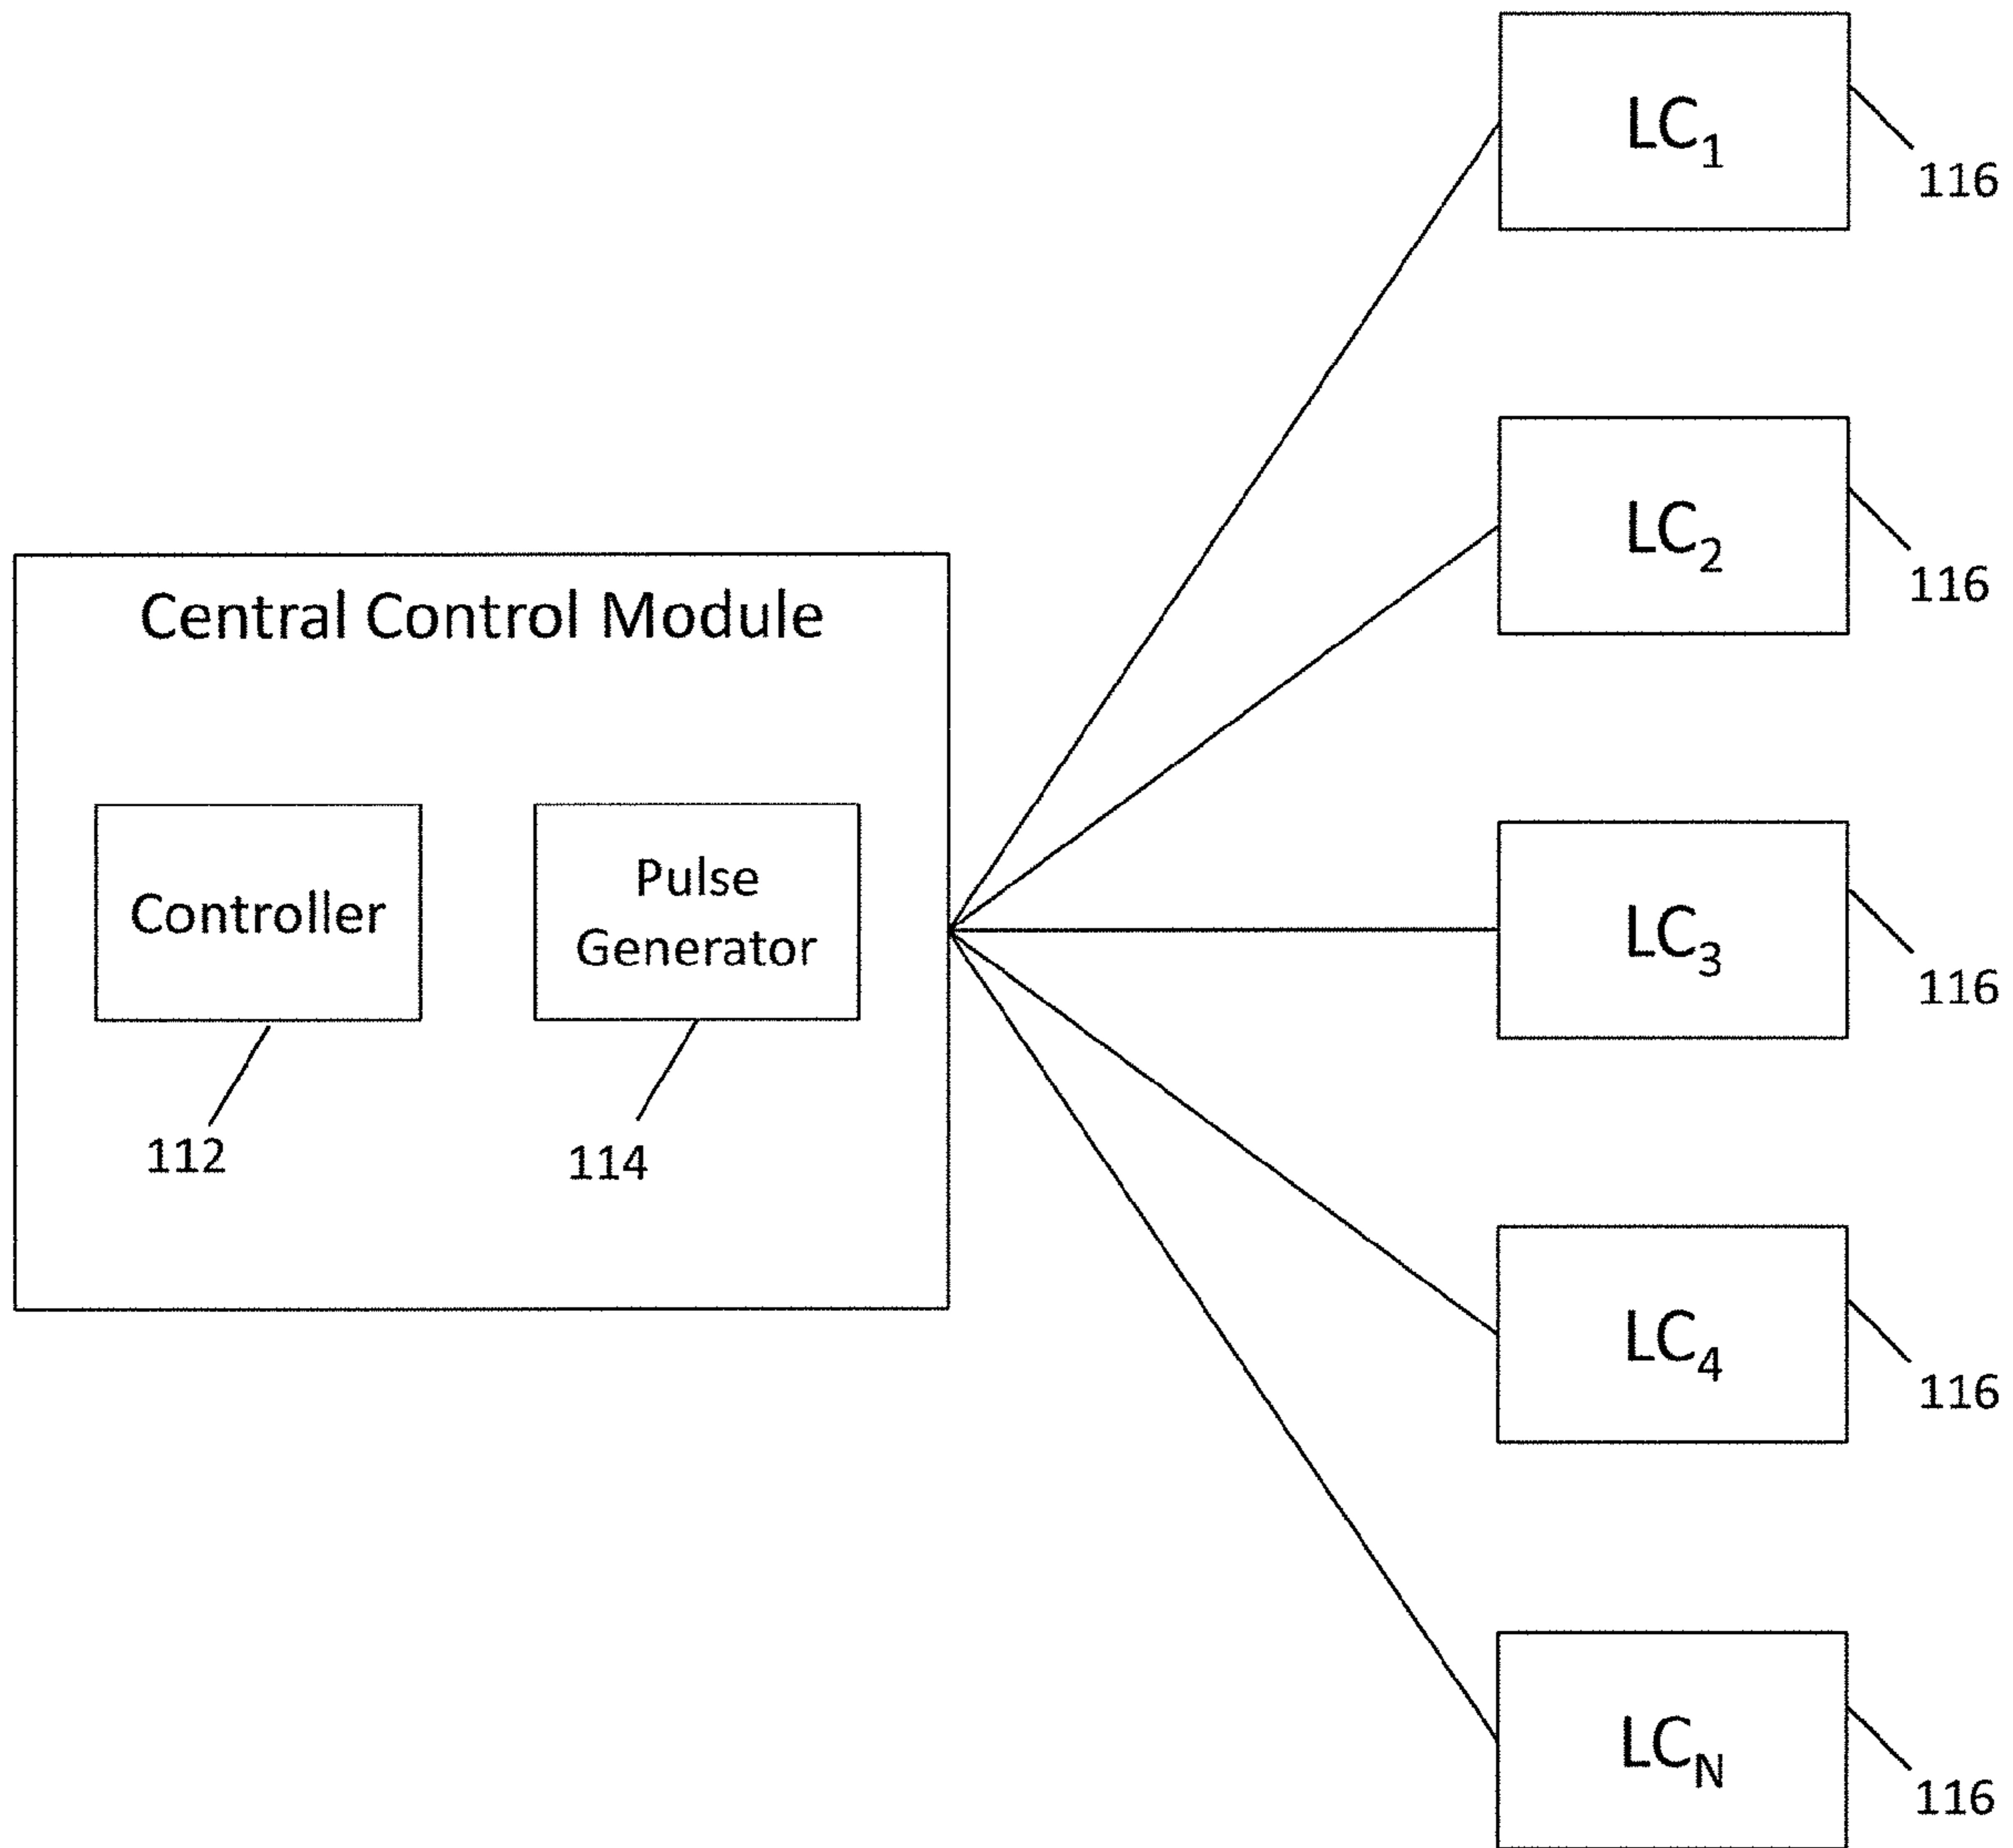 LC1
116
LC2
116
Central Control Module
Controller
Pulse
Generator
LC3
116
112
114
LC4
116
LCN
116